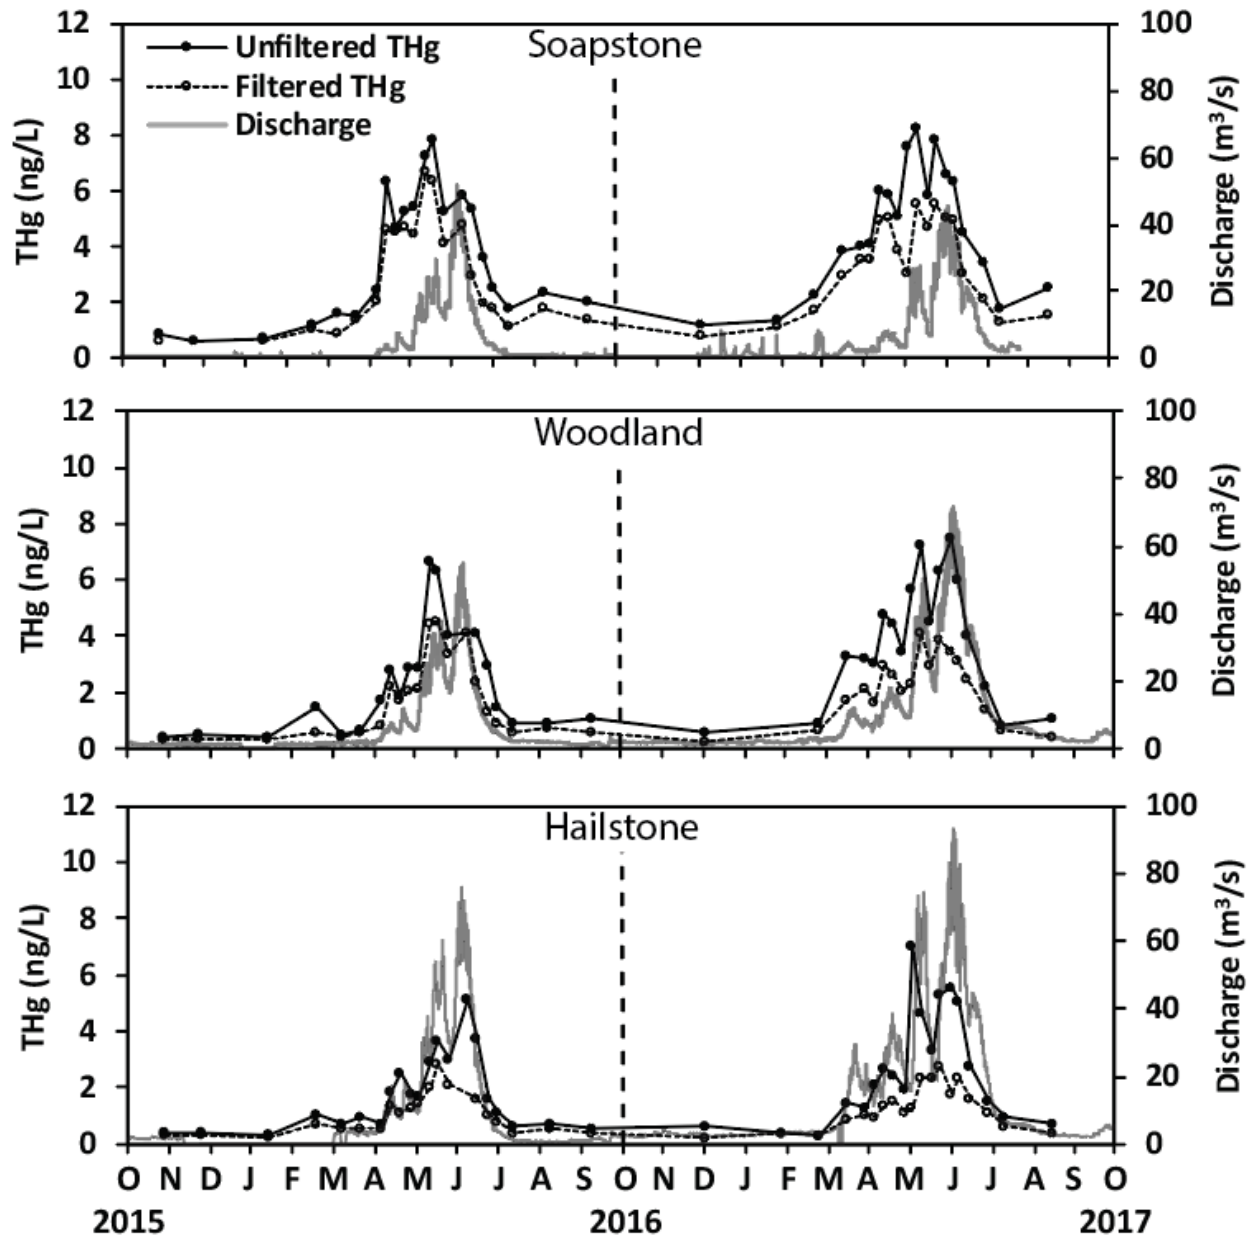 12
10
8
6
4
2
0
THg (ng/L)
Unfiltered THg
Filtered THg
Discharge
Soapstone
100
80
60
40
20
0
Discharge (m³/s)
12
10
8
6
4
2
0
THg (ng/L)
Woodland
100
80
60
40
20
0
Discharge (m³/s)
12
10
8
6
4
2
0
THg (ng/L)
Hailstone
100
80
60
40
20
0
Discharge (m³/s)
O N D J F M A M J J A S O N D J F M A M J J A S O
2015 2016 2017